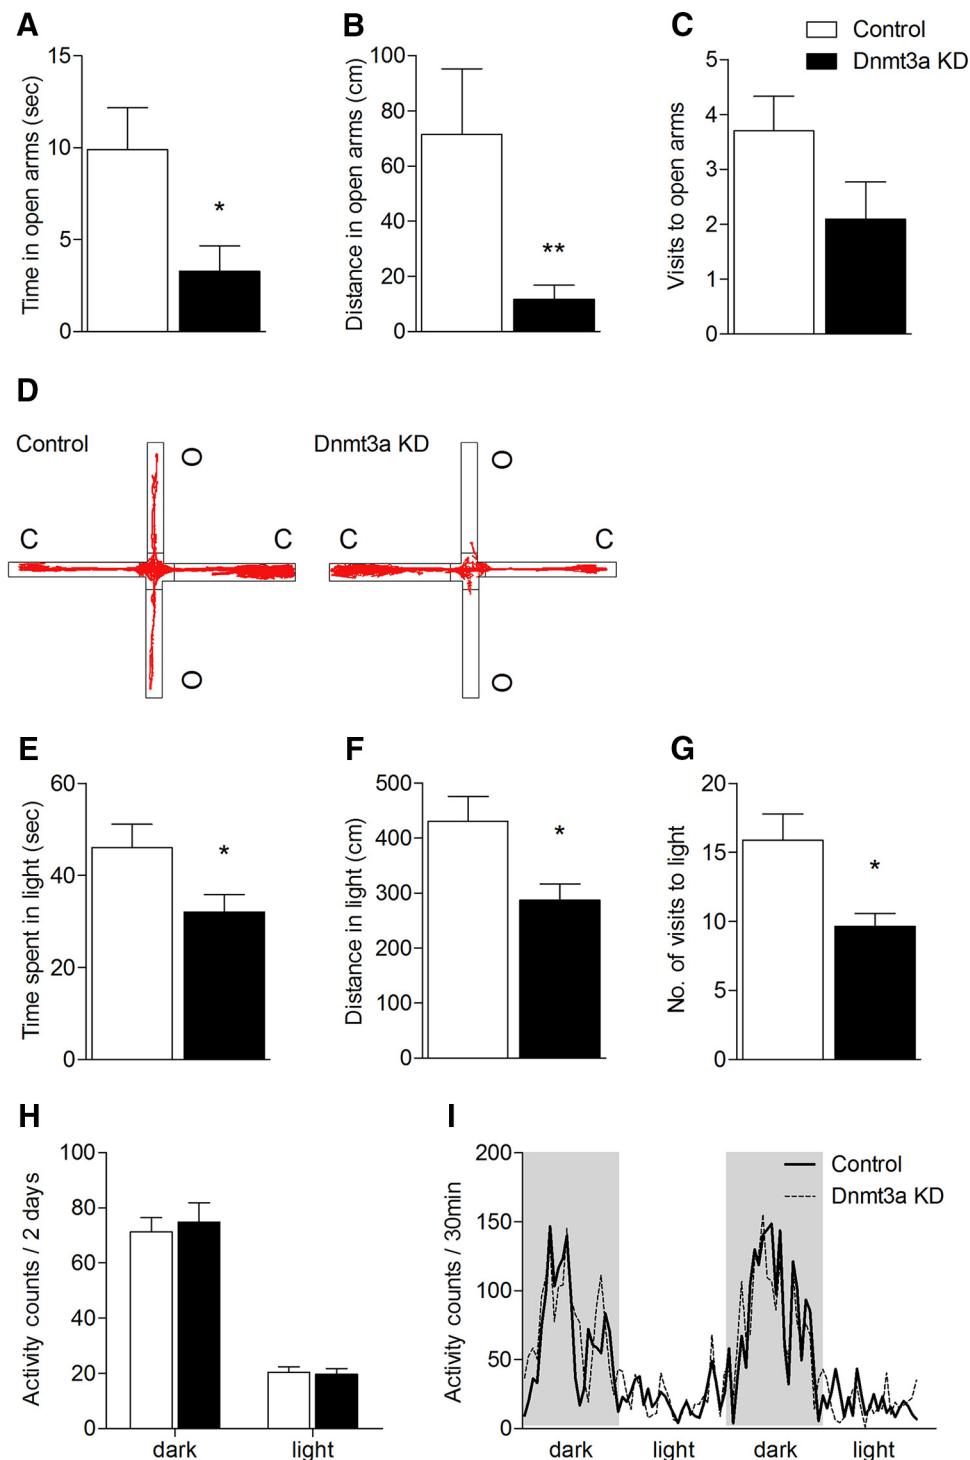 A
B
C
Control
Dnmt3a KD
15
10
5
0
Time in open arms (sec)
*
100
80
60
40
20
0
Distance in open arms (cm)
**
5
4
3
2
1
0
Visits to open arms
D
Control
O
C
C
O
Dnmt3a KD
O
C
C
O
E
F
G
60
40
20
0
Time spent in light (sec)
*
500
400
300
200
100
0
Distance in light (cm)
*
20
15
10
5
0
No. of visits to light
*
H
I
100
80
60
40
20
0
Activity counts / 2 days
dark
light
200
150
100
50
0
Activity counts / 30min
Control
Dnmt3a KD
dark
light
dark
light